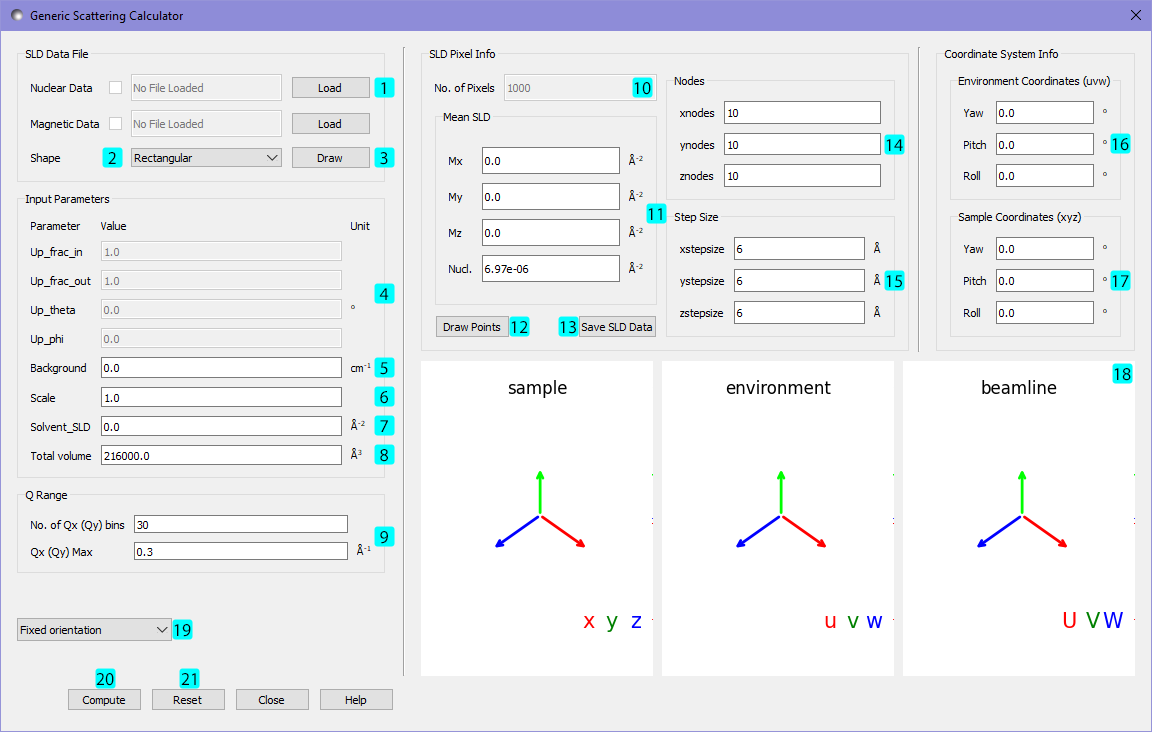 Generic Scattering Calculator
SLD Data File
Nuclear Data No File Loaded Load 1
Magnetic Data No File Loaded Load
Shape 2 Rectangular Draw 3
Input Parameters
Parameter Value Unit
Up_frac_in 1.0
Up_frac_out 1.0
4
Up_theta 0.0 °
Up_phi 0.0
Background 0.0 cm⁻¹ 5
Scale 1.0 6
Solvent_SLD 0.0 Å⁻² 7
Total volume 216000.0 Å³ 8
Q Range
No. of Qx (Qy) bins 30
9
Qx (Qy) Max 0.3 Å⁻¹
Fixed orientation 19
20 21
Compute Reset Close Help
SLD Pixel Info
No. of Pixels 1000 10
Mean SLD
Mx 0.0 Å⁻²
My 0.0 Å⁻²
11
Mz 0.0 Å⁻²
Nucl. 6.97e-06 Å⁻²
Draw Points 12 13 Save SLD Data
Nodes
xnodes 10
ynodes 10 14
znodes 10
Step Size
xstepsize 6 Å
ystepsize 6 Å 15
zstepsize 6 Å
Coordinate System Info
Environment Coordinates (uvw)
Yaw 0.0 °
Pitch 0.0 ° 16
Roll 0.0 °
Sample Coordinates (xyz)
Yaw 0.0 °
Pitch 0.0 ° 17
Roll 0.0 °
18
sample environment beamline
x y z u v w U V W